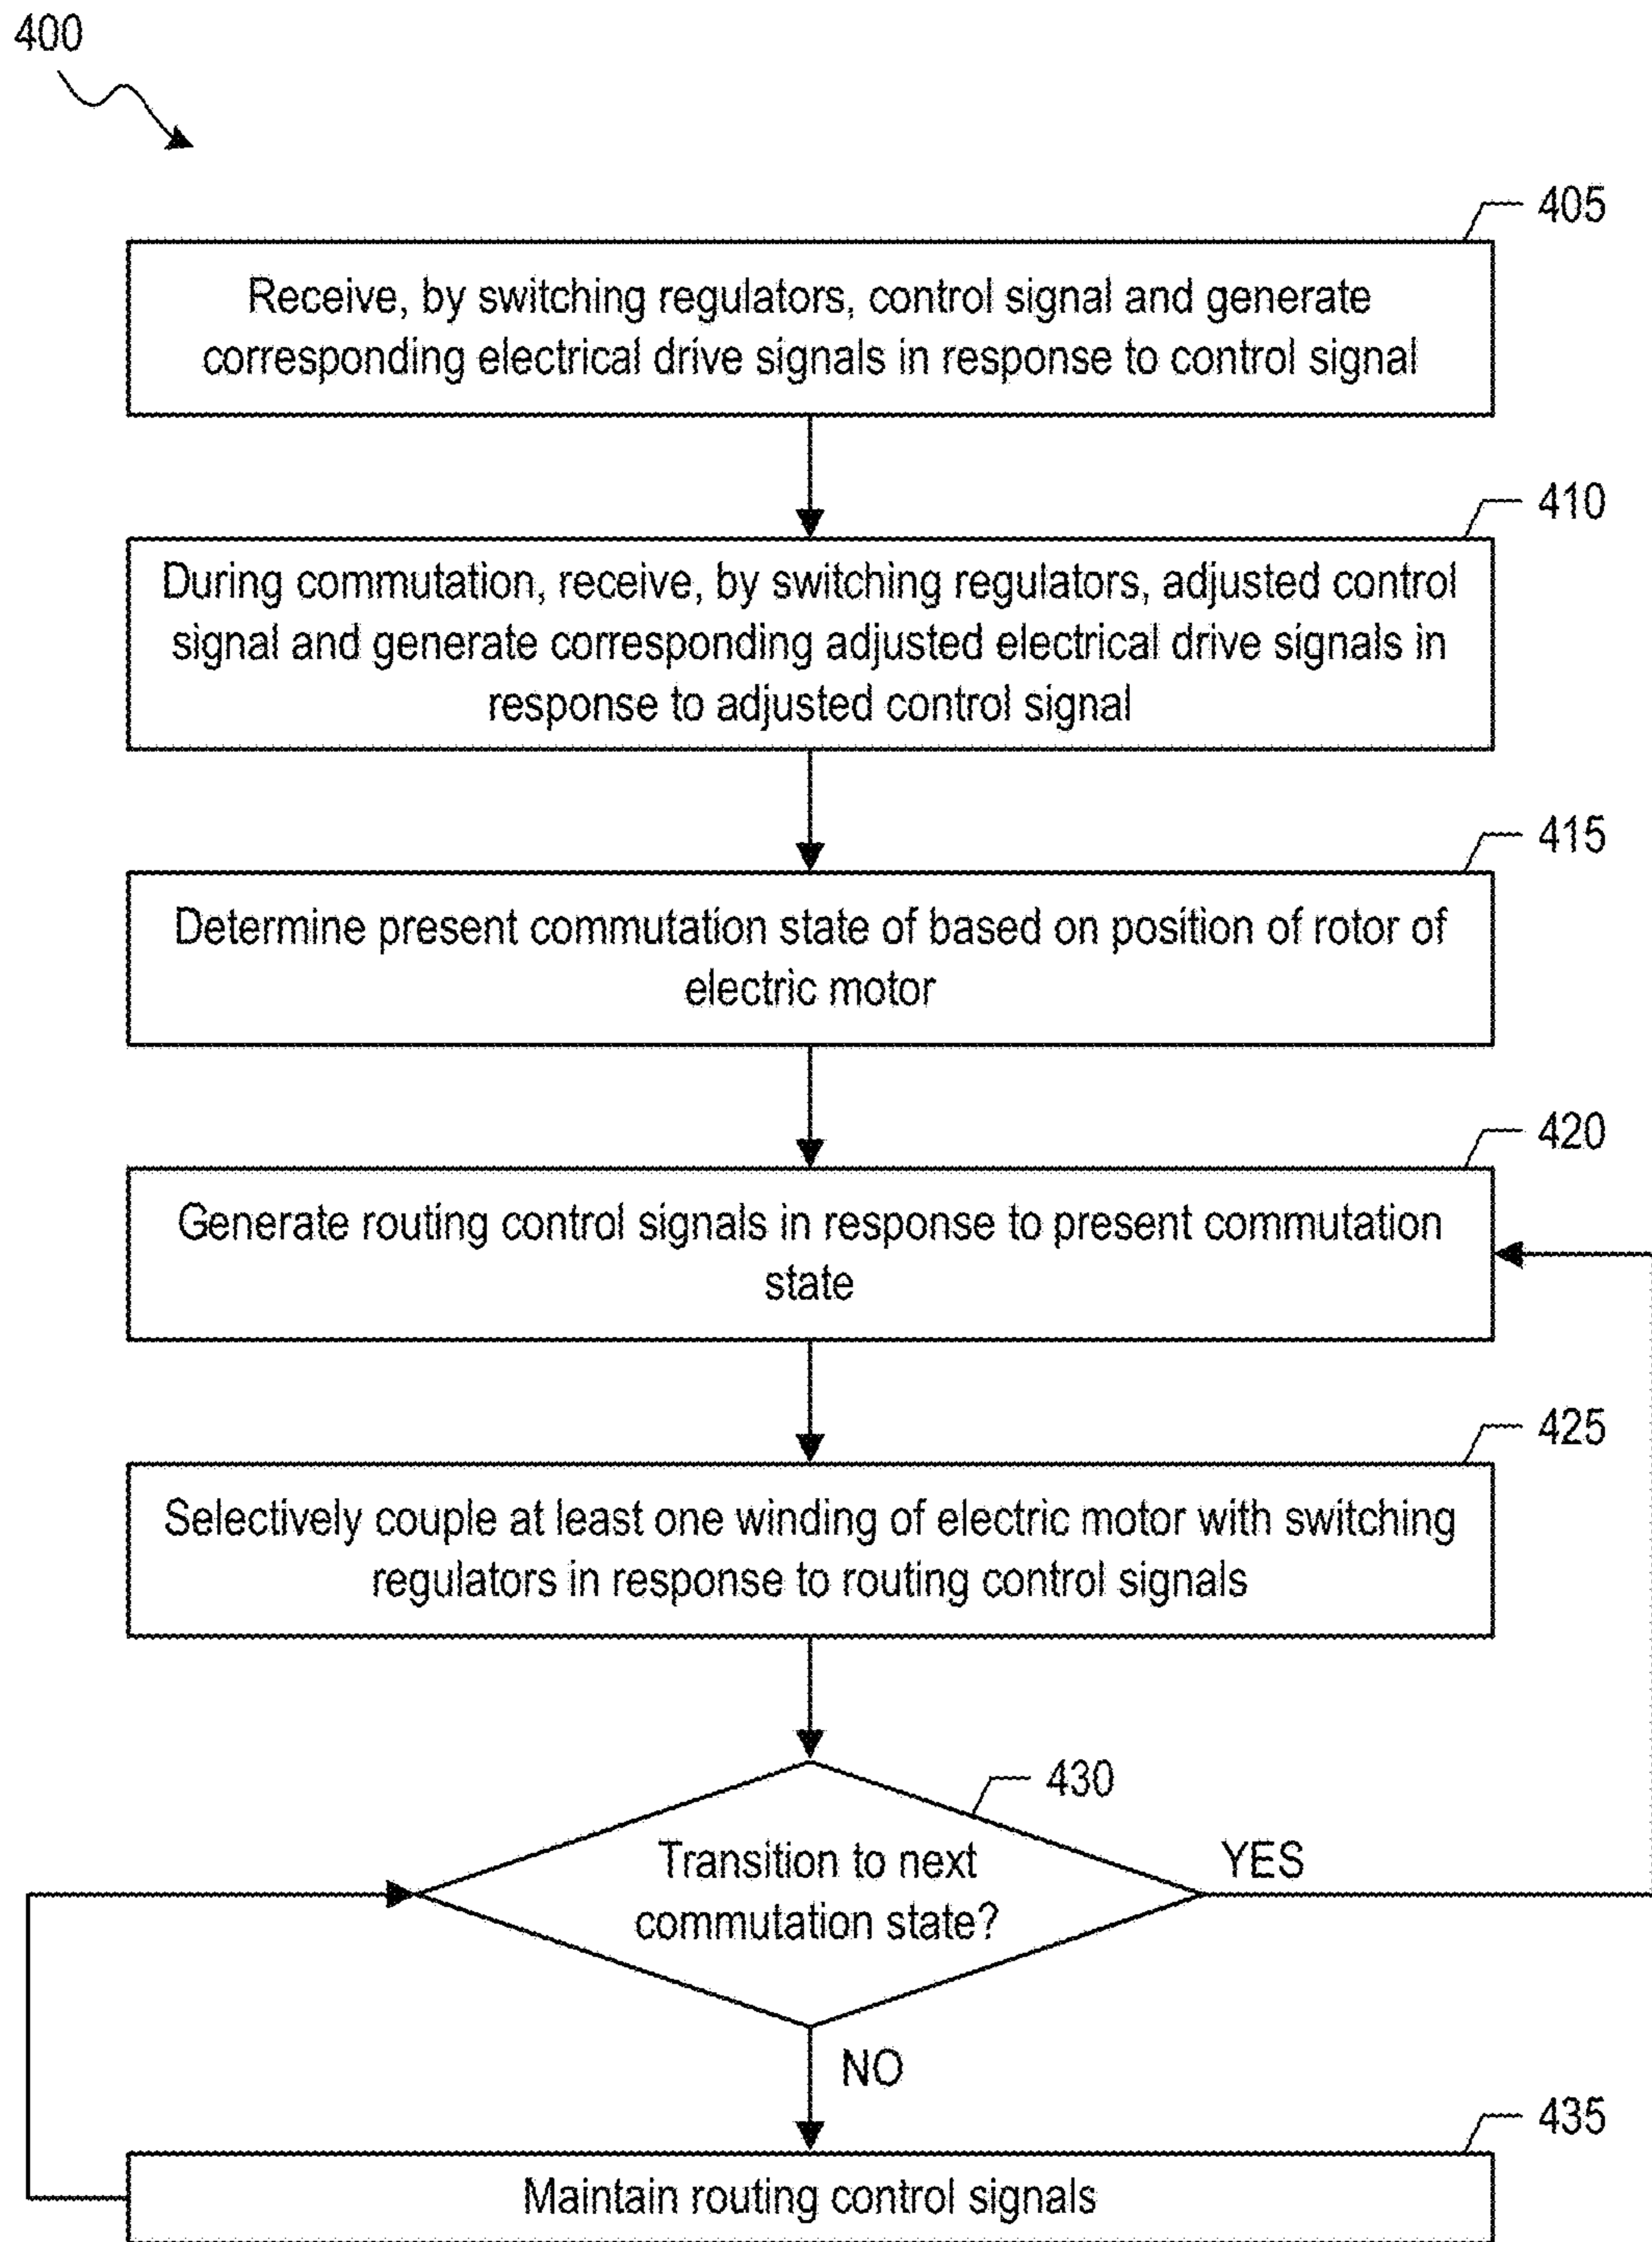 400
405
Receive, by switching regulators, control signal and generate
corresponding electrical drive signals in response to control signal
410
During commutation, receive, by switching regulators, adjusted control
signal and generate corresponding adjusted electrical drive signals in
response to adjusted control signal
415
Determine present commutation state of based on position of rotor of
electric motor
420
Generate routing control signals in response to present commutation
state
425
Selectively couple at least one winding of electric motor with switching
regulators in response to routing control signals
430
Transition to next
commutation state?
YES
NO
435
Maintain routing control signals